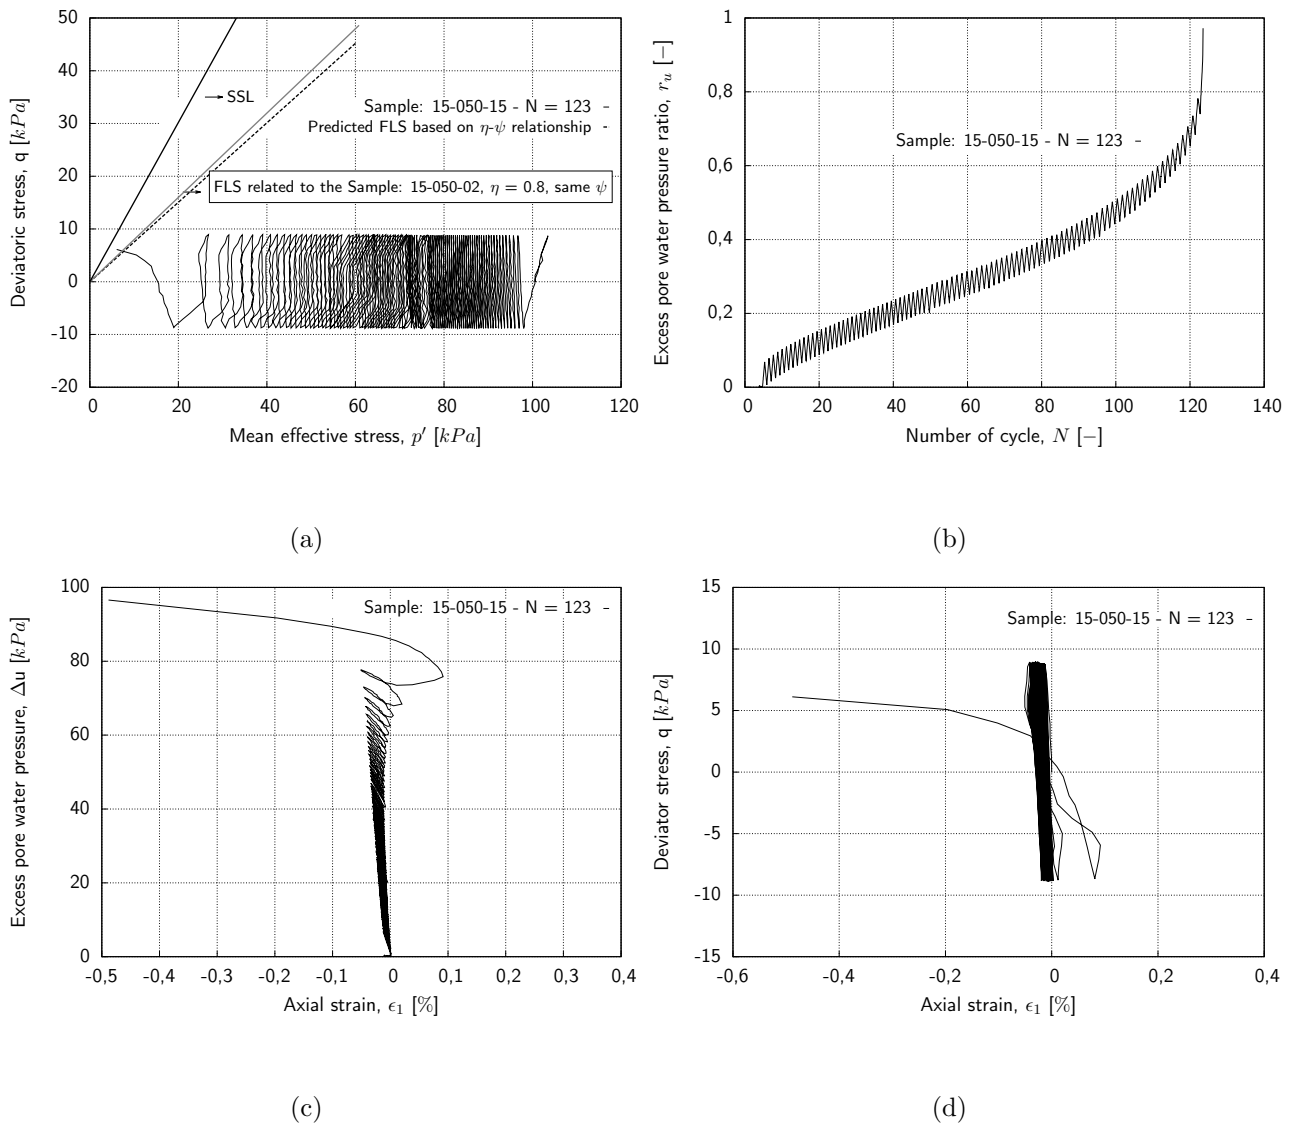 50
40
30
20
10
0
-10
-20
Deviatoric stress, q [kPa]
SSL
Sample: 15-050-15 - N = 123
Predicted FLS based on η-ψ relationship
FLS related to the Sample: 15-050-02, η = 0.8, same ψ
0 20 40 60 80 100 120
Mean effective stress, p′ [kPa]
(a)
1
0,8
0,6
0,4
0,2
0
Excess pore water pressure ratio, r_u [−]
Sample: 15-050-15 - N = 123
0 20 40 60 80 100 120 140
Number of cycle, N [−]
(b)
100
80
60
40
20
0
Excess pore water pressure, Δu [kPa]
Sample: 15-050-15 - N = 123
-0,5 -0,4 -0,3 -0,2 -0,1 0 0,1 0,2 0,3 0,4
Axial strain, ϵ₁ [%]
(c)
15
10
5
0
-5
-10
-15
Deviator stress, q [kPa]
Sample: 15-050-15 - N = 123
-0,6 -0,4 -0,2 0 0,2 0,4
Axial strain, ϵ₁ [%]
(d)